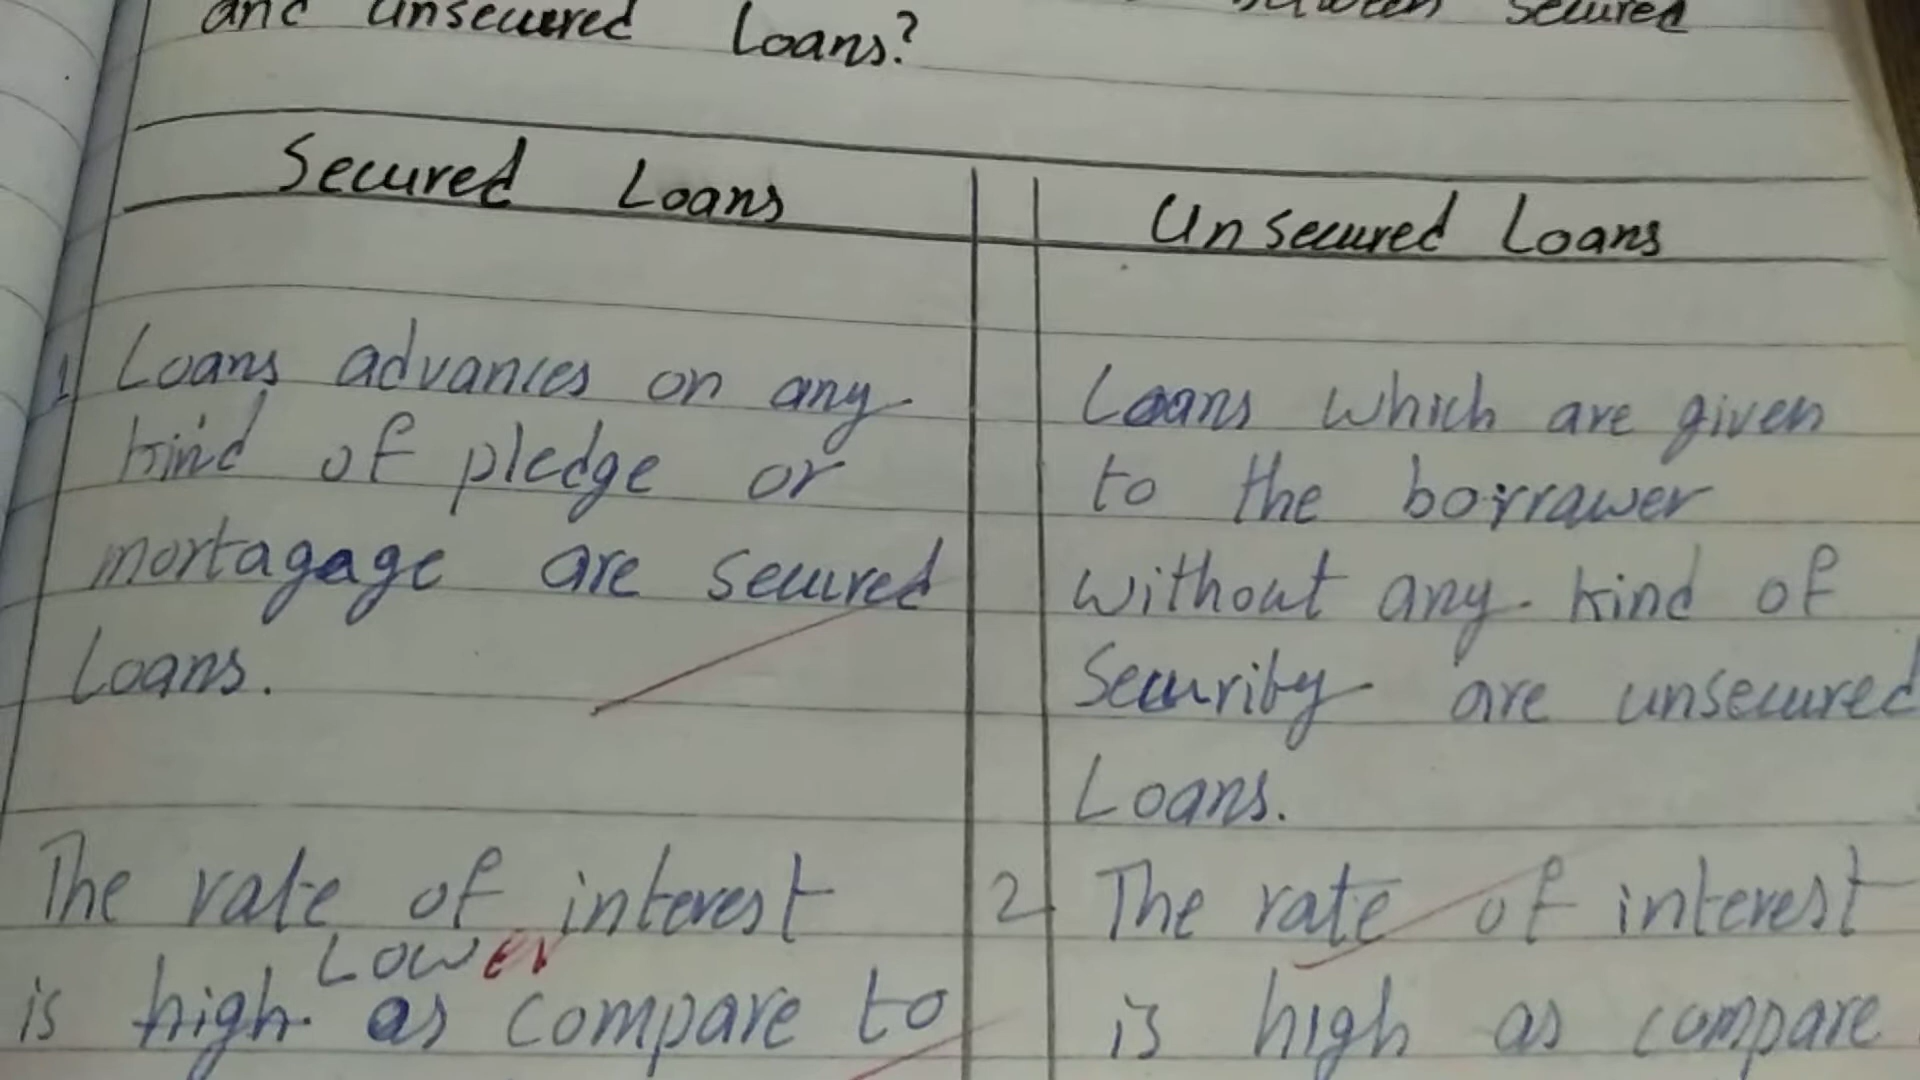 between secured
and unsecured Loans?
Secured Loans
Unsecured Loans
1 Loans advances on any
kind of pledge or
mortagage are secured
Loans.
The rate of interest
Lower
is high as compare to
Loans which are given
to the borrawer
without any kind of
Security are unsecured
Loans.
2 The rate of interest
is high as compare